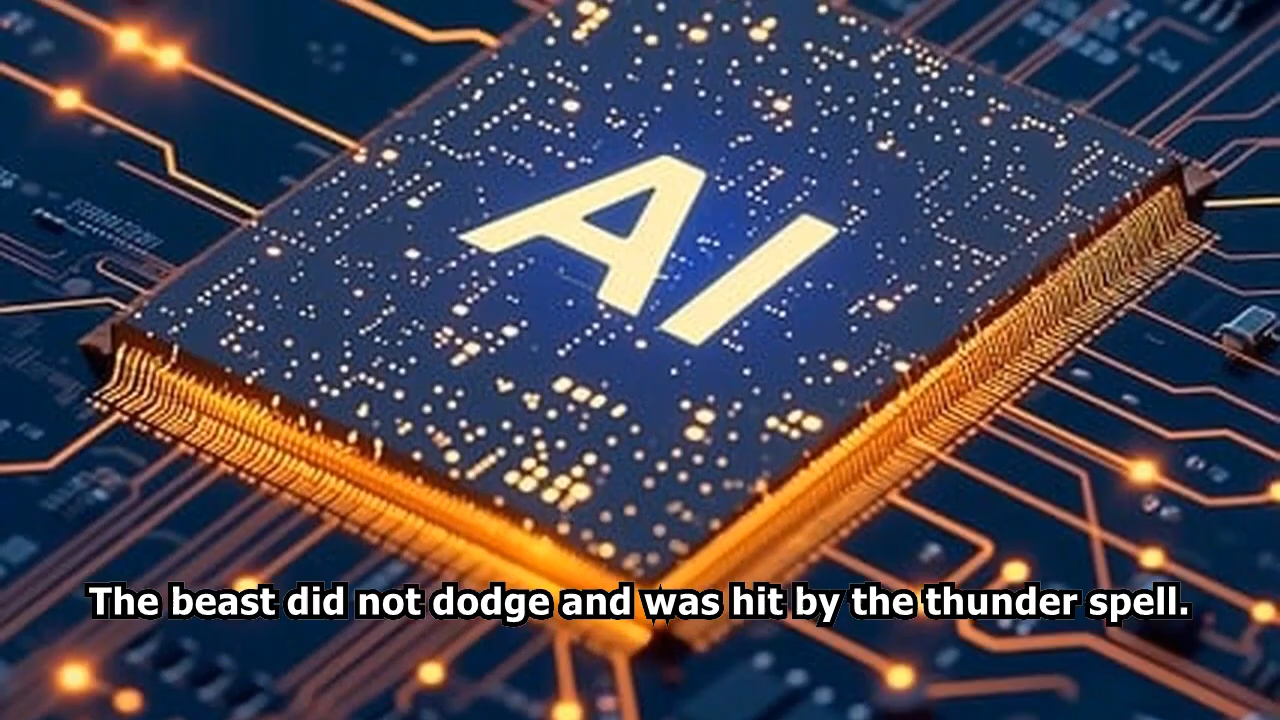 AI
The beast did not dodge and was hit by the thunder spell.